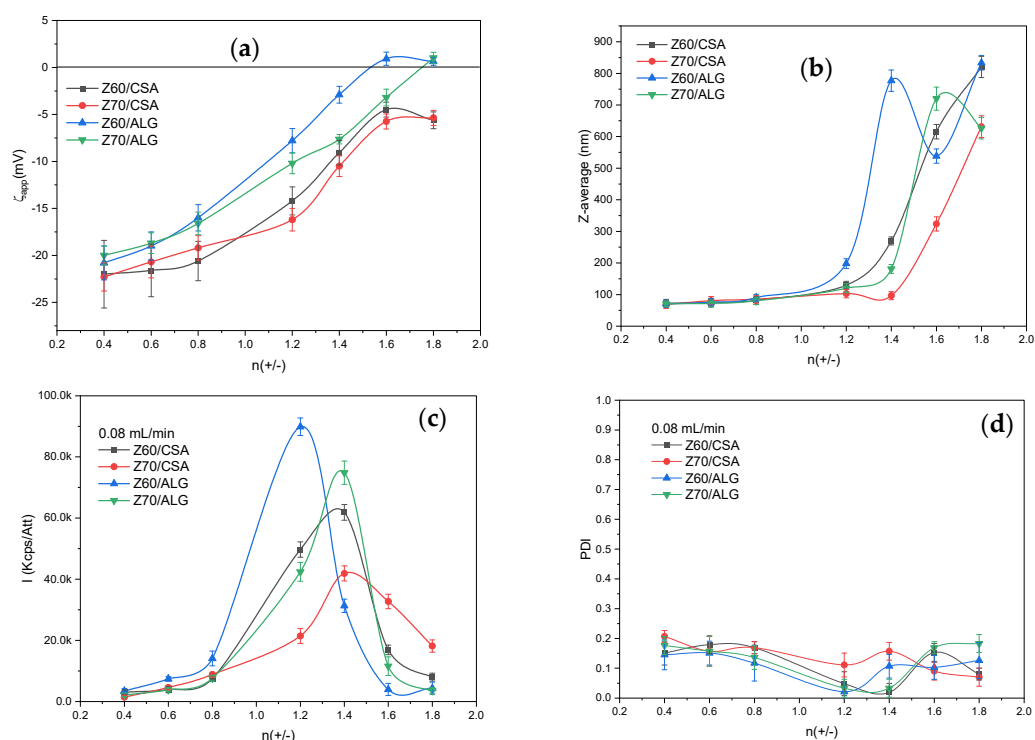 (a)
Z60/CSA
Z70/CSA
Z60/ALG
Z70/ALG
ζapp(mV)
5
0
-5
-10
-15
-20
-25
0.2 0.4 0.6 0.8 1.0 1.2 1.4 1.6 1.8 2.0
n(+/-)
(b)
Z60/CSA
Z70/CSA
Z60/ALG
Z70/ALG
Z-average (nm)
900
800
700
600
500
400
300
200
100
0
0.2 0.4 0.6 0.8 1.0 1.2 1.4 1.6 1.8 2.0
n(+/-)
(c)
0.08 mL/min
Z60/CSA
Z70/CSA
Z60/ALG
Z70/ALG
I (Kcps/Att)
100.0k
80.0k
60.0k
40.0k
20.0k
0.0
0.2 0.4 0.6 0.8 1.0 1.2 1.4 1.6 1.8 2.0
n(+/-)
(d)
0.08 mL/min
Z60/CSA
Z70/CSA
Z60/ALG
Z70/ALG
PDI
1.0
0.9
0.8
0.7
0.6
0.5
0.4
0.3
0.2
0.1
0.0
0.2 0.4 0.6 0.8 1.0 1.2 1.4 1.6 1.8 2.0
n(+/-)